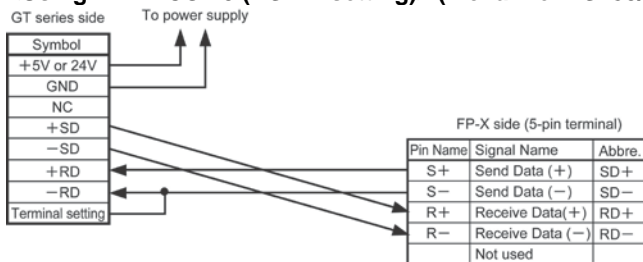 GT series side
To power supply
Symbol
+5V or 24V
GND
NC
+SD
−SD
+RD
−RD
Terminal setting
FP-X side (5-pin terminal)
Pin Name Signal Name Abbre.
S+ Send Data (+) SD+
S− Send Data (−) SD−
R+ Receive Data(+) RD+
R− Receive Data (−) RD−
Not used